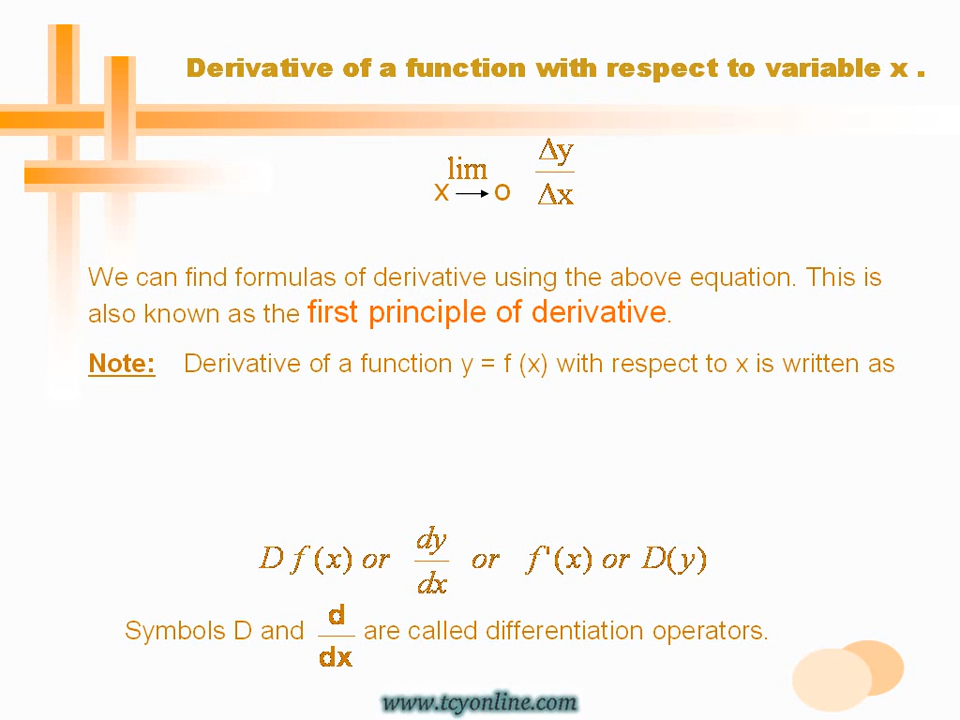 Derivative of a function with respect to variable x .
lim Δy/Δx
x → o
We can find formulas of derivative using the above equation. This is
also known as the first principle of derivative.
Note: Derivative of a function y = f (x) with respect to x is written as
D f (x) or dy/dx or f'(x) or D(y)
Symbols D and d/dx are called differentiation operators.
www.tcyonline.com